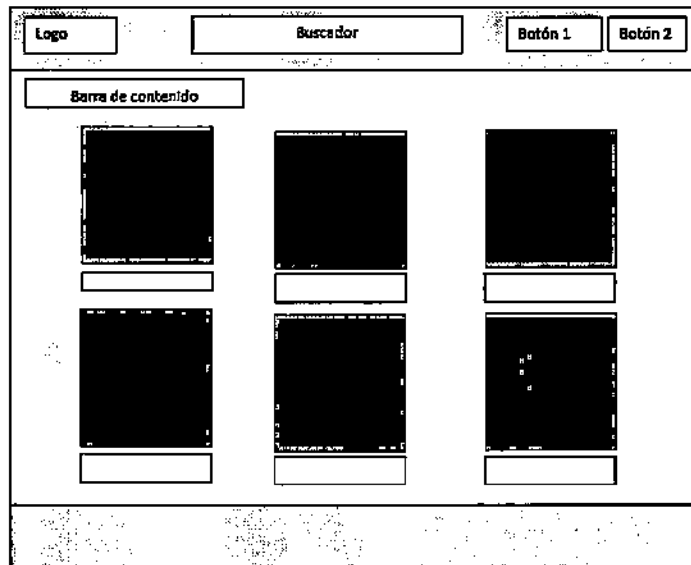 Logo
Buscador
Botón 1
Botón 2
Barra de contenido